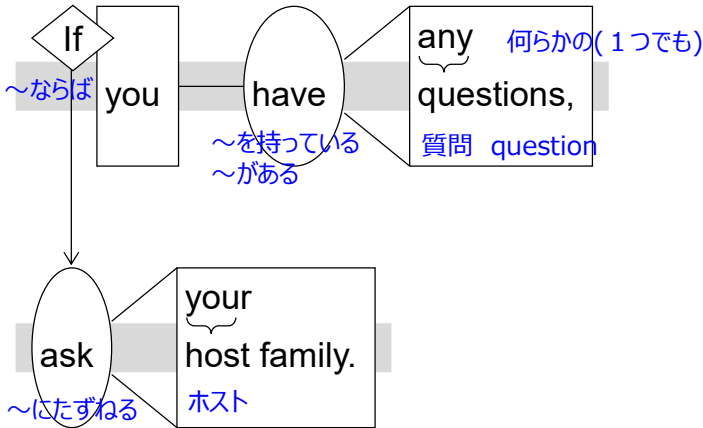 If
any 何らかの(１つでも)
～ならば you have questions,
～を持っている 質問 question
～がある
your
ask host family.
～にたずねる ホスト